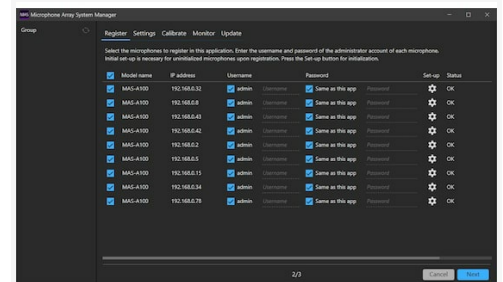 MAS Microphone Array System Manager
Group
Register Settings Calibrate Monitor Update
Select the microphones to register in this application. Enter the username and password of the administrator account of each microphone.
Initial set-up is necessary for uninitialized microphones upon registration. Press the Set-up button for initialization.
Model name IP address Username Password Set-up Status
MAS-A100 192.168.0.32 admin Username Same as this app Password OK
MAS-A100 192.168.0.8 admin Username Same as this app Password OK
MAS-A100 192.168.0.43 admin Username Same as this app Password OK
MAS-A100 192.168.0.42 admin Username Same as this app Password OK
MAS-A100 192.168.0.2 admin Username Same as this app Password OK
MAS-A100 192.168.0.5 admin Username Same as this app Password OK
MAS-A100 192.168.0.15 admin Username Same as this app Password OK
MAS-A100 192.168.0.34 admin Username Same as this app Password OK
MAS-A100 192.168.0.78 admin Username Same as this app Password OK
2/3
Cancel Next